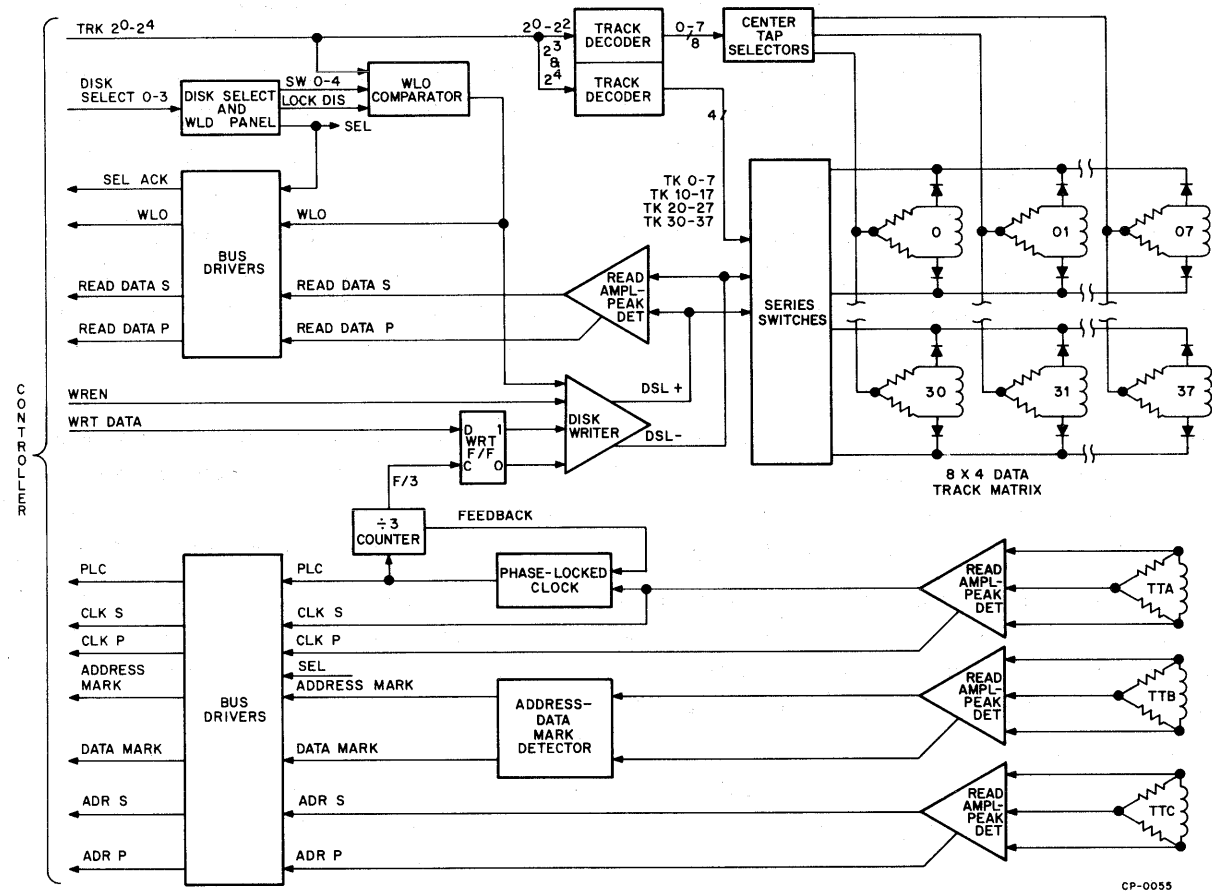 TRK 2⁰-2⁴
2⁰-2²
2³
&
2⁴
TRACK
DECODER
0-7
/8
CENTER
TAP
SELECTORS
TRACK
DECODER
4/
DISK
SELECT 0-3
DISK SELECT
AND
WLD PANEL
SW 0-4
LOCK DIS
SEL
WLO
COMPARATOR
SEL ACK
WLO
READ DATA S
READ DATA P
BUS
DRIVERS
WLO
READ DATA S
READ DATA P
READ
AMPL-
PEAK
DET
TK 0-7
TK 10-17
TK 20-27
TK 30-37
SERIES
SWITCHES
0
01
07
30
31
37
8 X 4 DATA
TRACK MATRIX
CONTROLLER
WREN
WRT DATA
D 1
WRT
F/F
C 0
DISK
WRITER
DSL +
DSL-
F/3
÷3
COUNTER
FEEDBACK
PHASE-LOCKED
CLOCK
PLC
CLK S
CLK P
ADDRESS
MARK
DATA MARK
ADR S
ADR P
BUS
DRIVERS
PLC
CLK S
CLK P
SEL
ADDRESS MARK
DATA MARK
ADR S
ADR P
ADDRESS-
DATA
MARK
DETECTOR
READ
AMPL-
PEAK
DET
TTA
READ
AMPL-
PEAK
DET
TTB
READ
AMPL-
PEAK
DET
TTC
CP-0055